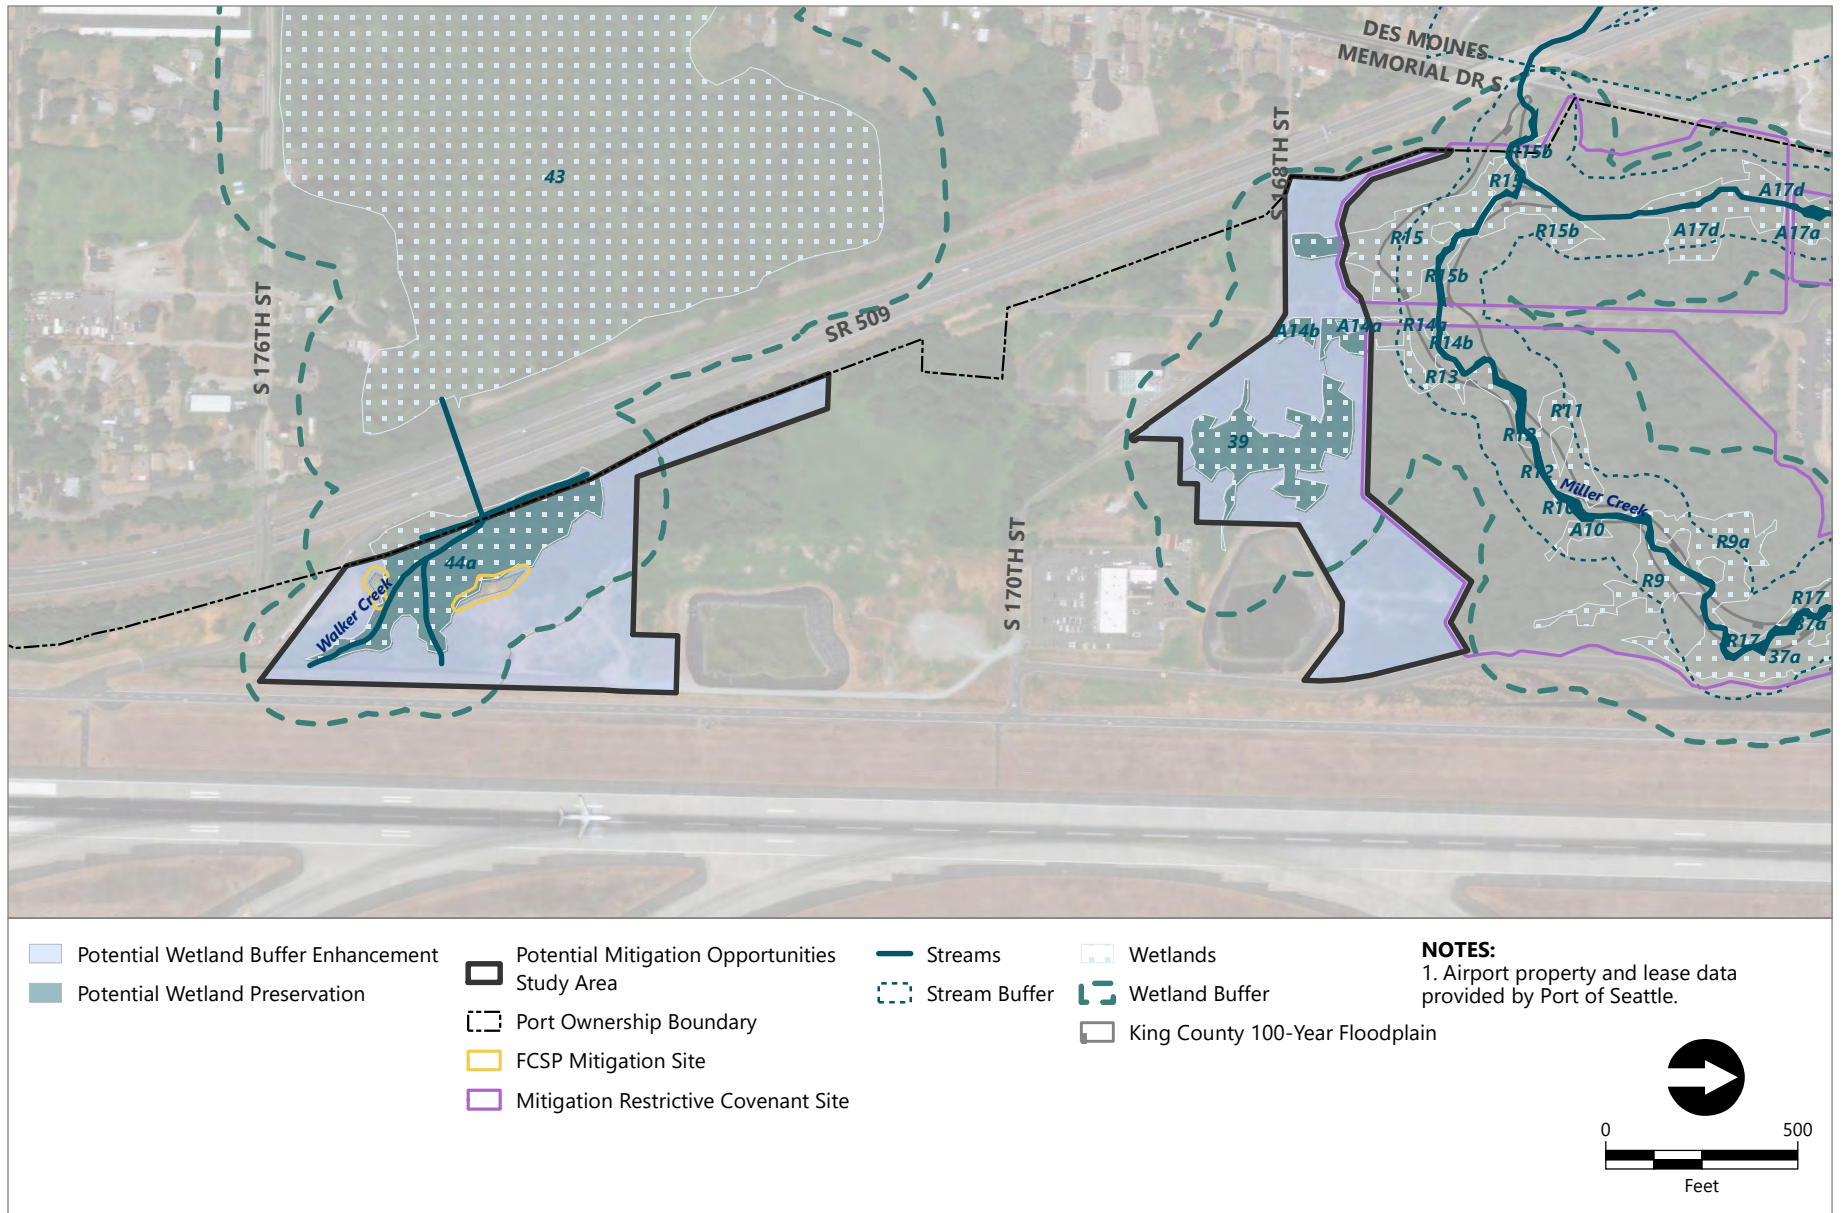 DES MOINES
MEMORIAL DR S
S 168TH ST
S 176TH ST
SR 509
S 170TH ST
43
44a
Walker Creek
39
A14b
A14a
R14a
R14b
R13
R15b
R15
R15
R15b
R15b
A17d
A17d
A17a
R11
R12
R12
R10
A10
Miller Creek
R9a
R9
R17
37a
R17
37a
Potential Wetland Buffer Enhancement
Potential Wetland Preservation
Potential Mitigation Opportunities
Study Area
Port Ownership Boundary
FCSP Mitigation Site
Mitigation Restrictive Covenant Site
Streams
Stream Buffer
Wetlands
Wetland Buffer
King County 100-Year Floodplain
NOTES:
1. Airport property and lease data
provided by Port of Seattle.
0 500
Feet